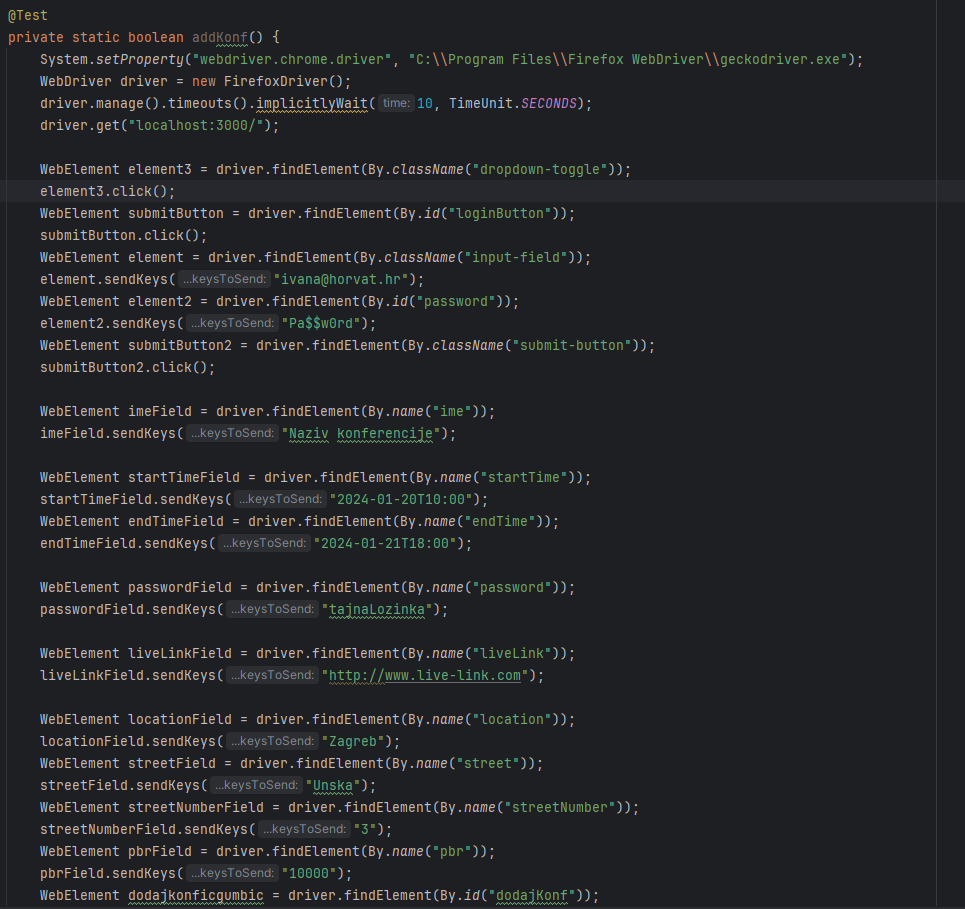 @Test
private static boolean addKonf() {
System.setProperty("webdriver.chrome.driver", "C:\\Program Files\\Firefox WebDriver\\geckodriver.exe");
WebDriver driver = new FirefoxDriver();
driver.manage().timeouts().implicitlyWait( time: 10, TimeUnit.SECONDS);
driver.get("localhost:3000/");
WebElement element3 = driver.findElement(By.className("dropdown-toggle"));
element3.click();
WebElement submitButton = driver.findElement(By.id("loginButton"));
submitButton.click();
WebElement element = driver.findElement(By.className("input-field"));
element.sendKeys( ...keysToSend: "ivana@horvat.hr");
WebElement element2 = driver.findElement(By.id("password"));
element2.sendKeys( ...keysToSend: "Pa$$w0rd");
WebElement submitButton2 = driver.findElement(By.className("submit-button"));
submitButton2.click();
WebElement imeField = driver.findElement(By.name("ime"));
imeField.sendKeys( ...keysToSend: "Naziv konferencije");
WebElement startTimeField = driver.findElement(By.name("startTime"));
startTimeField.sendKeys( ...keysToSend: "2024-01-20T10:00");
WebElement endTimeField = driver.findElement(By.name("endTime"));
endTimeField.sendKeys( ...keysToSend: "2024-01-21T18:00");
WebElement passwordField = driver.findElement(By.name("password"));
passwordField.sendKeys( ...keysToSend: "tajnaLozinka");
WebElement liveLinkField = driver.findElement(By.name("liveLink"));
liveLinkField.sendKeys( ...keysToSend: "http://www.live-link.com");
WebElement locationField = driver.findElement(By.name("location"));
locationField.sendKeys( ...keysToSend: "Zagreb");
WebElement streetField = driver.findElement(By.name("street"));
streetField.sendKeys( ...keysToSend: "Unska");
WebElement streetNumberField = driver.findElement(By.name("streetNumber"));
streetNumberField.sendKeys( ...keysToSend: "3");
WebElement pbrField = driver.findElement(By.name("pbr"));
pbrField.sendKeys( ...keysToSend: "10000");
WebElement dodajkonficgumbic = driver.findElement(By.id("dodajKonf"));